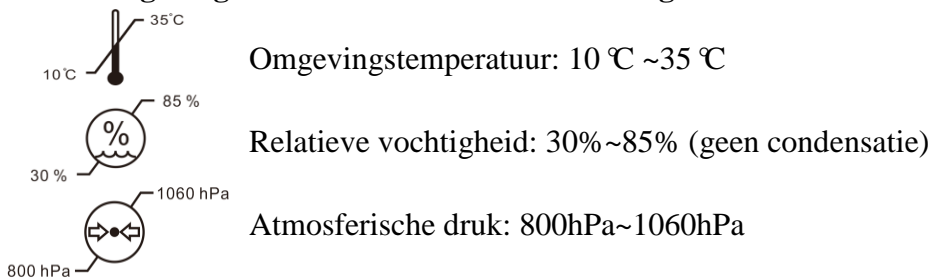 35℃
10℃
Omgevingstemperatuur: 10 ℃ ~35 ℃
85 %
%
Relatieve vochtigheid: 30%~85% (geen condensatie)
30 %
1060 hPa
Atmosferische druk: 800hPa~1060hPa
800 hPa